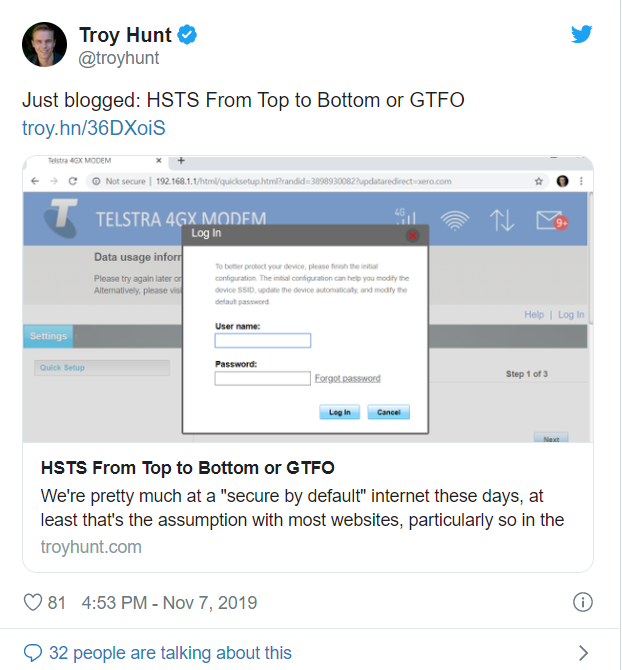 Troy Hunt
@troyhunt
Just blogged: HSTS From Top to Bottom or GTFO
troy.hn/36DXoiS
Telstra 4GX MODEM
Not secure | 192.168.1.1/html/quicksetup.html?randid=3898930082?updataredirect=xero.com
T TELSTRA 4GX MODEM
4G
9+
Log In
Data usage inforr
Please try again later or
Alternatively, please visi
To better protect your device, please finish the initial
configuration. The initial configuration can help you modify the
device SSID, update the device automatically, and modify the
default password.
Help | Log In
User name:
Settings
Password:
Quick Setup
Forgot password
Step 1 of 3
Log In Cancel
Next
HSTS From Top to Bottom or GTFO
We're pretty much at a "secure by default" internet these days, at
least that's the assumption with most websites, particularly so in the
troyhunt.com
81 4:53 PM - Nov 7, 2019
32 people are talking about this